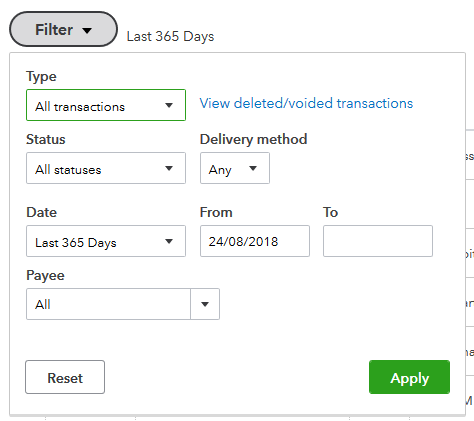 Filter
Last 365 Days
Type
All transactions
View deleted/voided transactions
Status
Delivery method
All statuses
Any
Date
From
To
Last 365 Days
24/08/2018
Payee
All
Reset
Apply